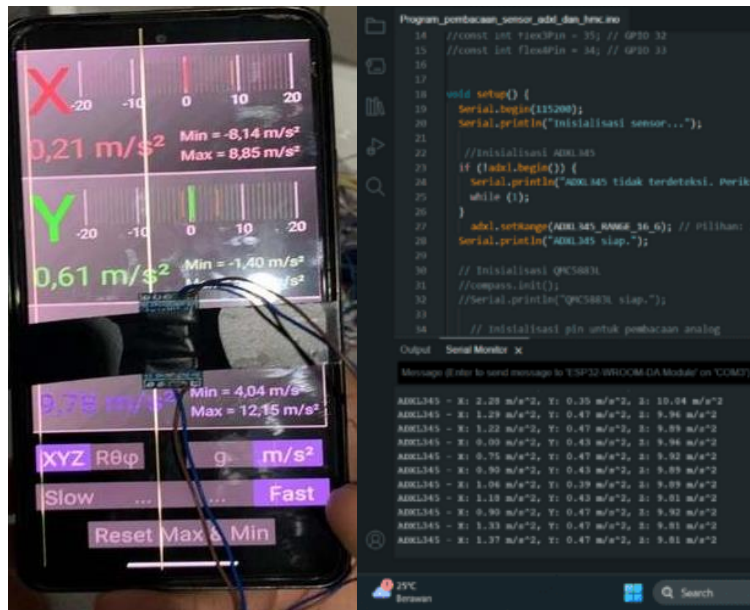 X
-20 -10 0 10 20
0,21 m/s²
Min = -8,14 m/s²
Max = 8,85 m/s²
Y
-20 -10 0 10 20
0,61 m/s²
Min = -1,40 m/s²
9,78 m/s²
Min = 4,04 m/s²
Max = 12,15 m/s²
XYZ Rθφ g m/s²
Slow ... ... Fast
Reset Max & Min
Program_pembacaan_sensor_adxl_dan_hmc.ino
14 //const int flex3Pin = 35; // GPIO 32
15 //const int flex4Pin = 34; // GPIO 33
16
17
18 void setup() {
19 Serial.begin(115200);
20 Serial.println("Inisialisasi sensor...");
21
22 //Inisialisasi ADXL345
23 if (!adxl.begin()) {
24 Serial.println("ADXL345 tidak terdeteksi. Perik
25 while (1);
26 }
27 adxl.setRange(ADXL345_RANGE_16_G); // Pilihan:
28 Serial.println("ADXL345 siap.");
29
30 // Inisialisasi QMC5883L
31 //compass.init();
32 //Serial.println("QMC5883L siap.");
33
34 // Inisialisasi pin untuk pembacaan analog
Output Serial Monitor x
Message (Enter to send message to 'ESP32-WROOM-DA Module' on 'COM3')
ADXL345 - X: 2.28 m/s^2, Y: 0.35 m/s^2, Z: 10.04 m/s^2
ADXL345 - X: 1.29 m/s^2, Y: 0.47 m/s^2, Z: 9.96 m/s^2
ADXL345 - X: 1.22 m/s^2, Y: 0.47 m/s^2, Z: 9.89 m/s^2
ADXL345 - X: 0.00 m/s^2, Y: 0.43 m/s^2, Z: 9.96 m/s^2
ADXL345 - X: 0.75 m/s^2, Y: 0.47 m/s^2, Z: 9.92 m/s^2
ADXL345 - X: 0.90 m/s^2, Y: 0.43 m/s^2, Z: 9.89 m/s^2
ADXL345 - X: 1.06 m/s^2, Y: 0.39 m/s^2, Z: 9.89 m/s^2
ADXL345 - X: 1.18 m/s^2, Y: 0.43 m/s^2, Z: 9.81 m/s^2
ADXL345 - X: 0.90 m/s^2, Y: 0.47 m/s^2, Z: 9.92 m/s^2
ADXL345 - X: 1.33 m/s^2, Y: 0.47 m/s^2, Z: 9.81 m/s^2
ADXL345 - X: 1.37 m/s^2, Y: 0.47 m/s^2, Z: 9.81 m/s^2
25°C
Berawan
Search